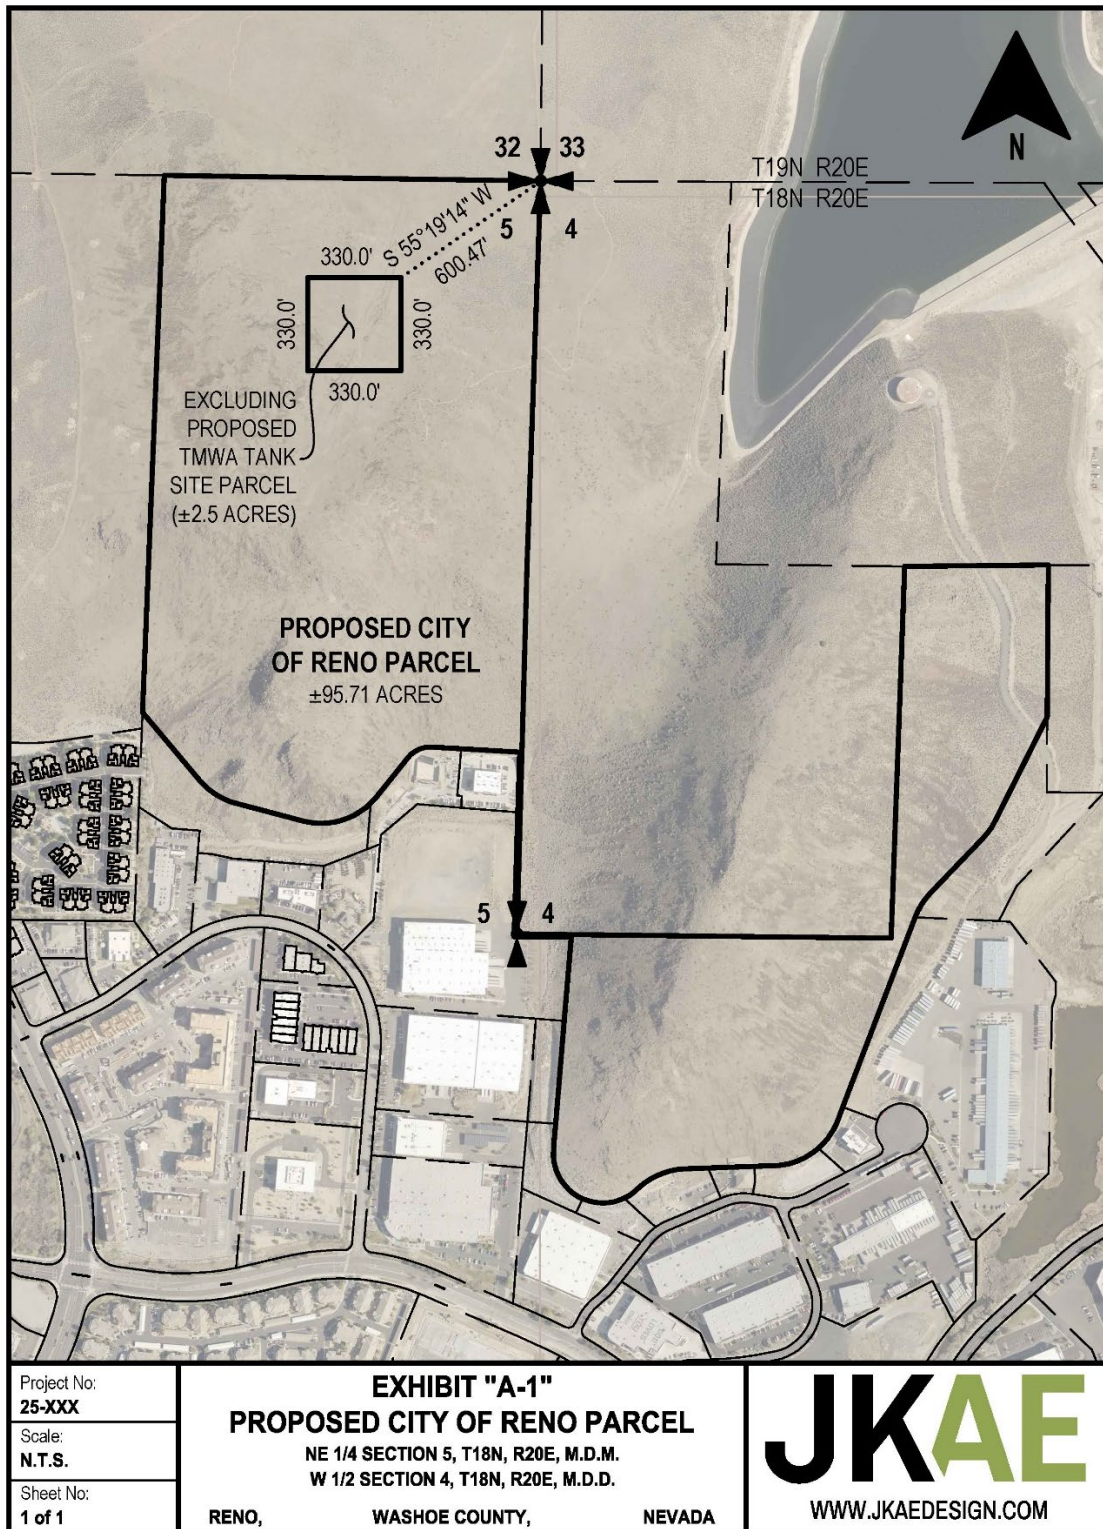 N
32 33
T19N R20E
T18N R20E
5 4
S 55°19'14" W
600.47'
330.0'
330.0'
330.0'
330.0'
EXCLUDING
PROPOSED
TMWA TANK
SITE PARCEL
(±2.5 ACRES)
PROPOSED CITY
OF RENO PARCEL
±95.71 ACRES
5 4
Project No:
25-XXX
Scale:
N.T.S.
Sheet No:
1 of 1
EXHIBIT "A-1"
PROPOSED CITY OF RENO PARCEL
NE 1/4 SECTION 5, T18N, R20E, M.D.M.
W 1/2 SECTION 4, T18N, R20E, M.D.D.
RENO, WASHOE COUNTY, NEVADA
JKAE
WWW.JKAEDESIGN.COM